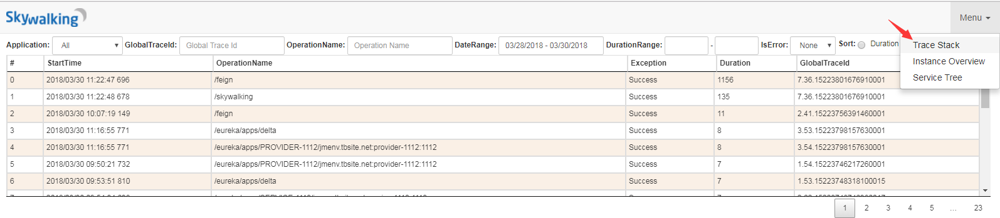 Skywalking
Menu
Application: All GlobalTraceId: Global Trace Id OperationName: Operation Name DateRange: 03/28/2018 - 03/30/2018 DurationRange: - IsError: None Sort: Duration
Trace Stack
Instance Overview
Service Tree
# StartTime OperationName Exception Duration GlobalTraceId
0 2018/03/30 11:22:47 696 /feign Success 1156 7.36.15223801676910001
1 2018/03/30 11:22:48 678 /skywalking Success 135 7.36.15223801676910001
2 2018/03/30 10:07:19 149 /feign Success 11 2.41.15223756391460001
3 2018/03/30 11:16:55 771 /eureka/apps/delta Success 8 3.53.15223798157630001
4 2018/03/30 11:16:55 771 /eureka/apps/PROVIDER-1112/jmenv.tbsite.net:provider-1112:1112 Success 8 3.54.15223798157630001
5 2018/03/30 09:50:21 732 /eureka/apps/PROVIDER-1112/jmenv.tbsite.net:provider-1112:1112 Success 7 1.54.15223746217260001
6 2018/03/30 09:53:51 810 /eureka/apps/delta Success 7 1.53.15223748318100015
1 2 3 4 5 ... 23